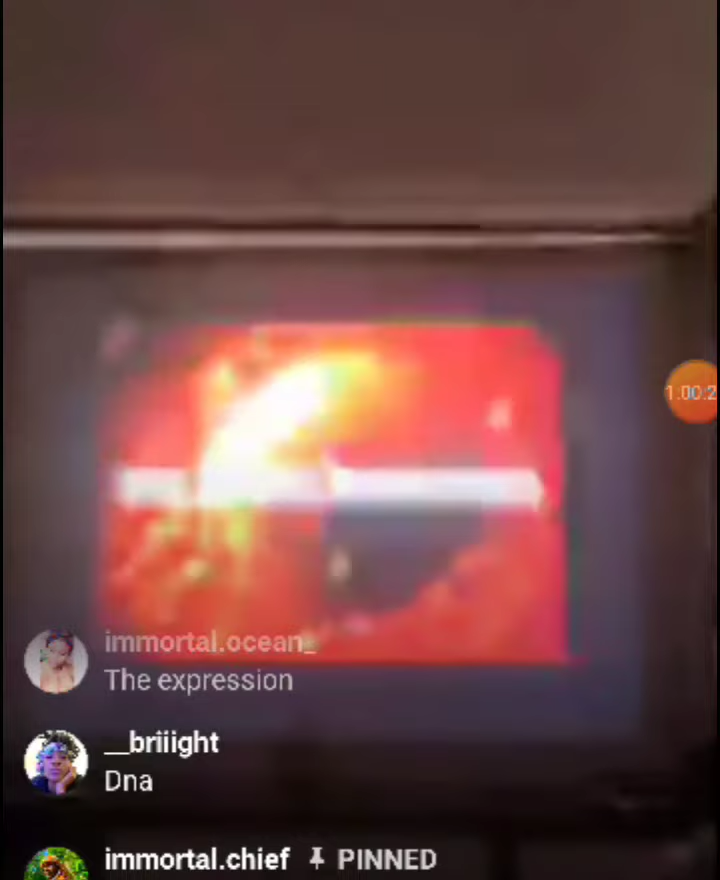 1:00:2
immortal.ocean_
The expression
__briiight
Dna
immortal.chief PINNED